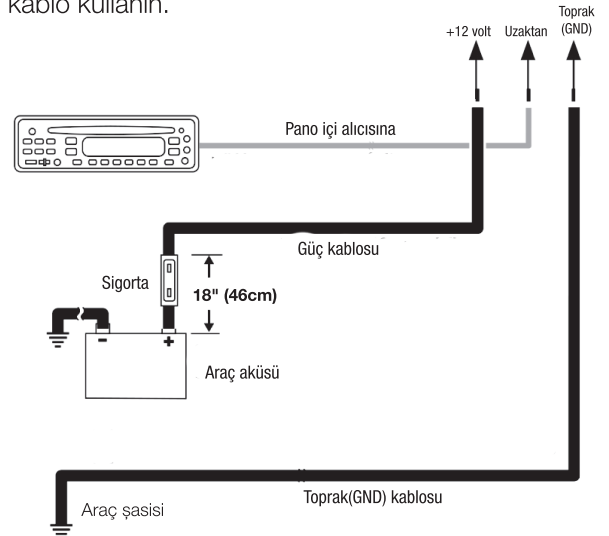 kablo kullanın.
+12 volt
Uzaktan
Toprak
(GND)
Pano içi alıcısına
Güç kablosu
Sigorta
18" (46cm)
Araç aküsü
Toprak(GND) kablosu
Araç şasisi